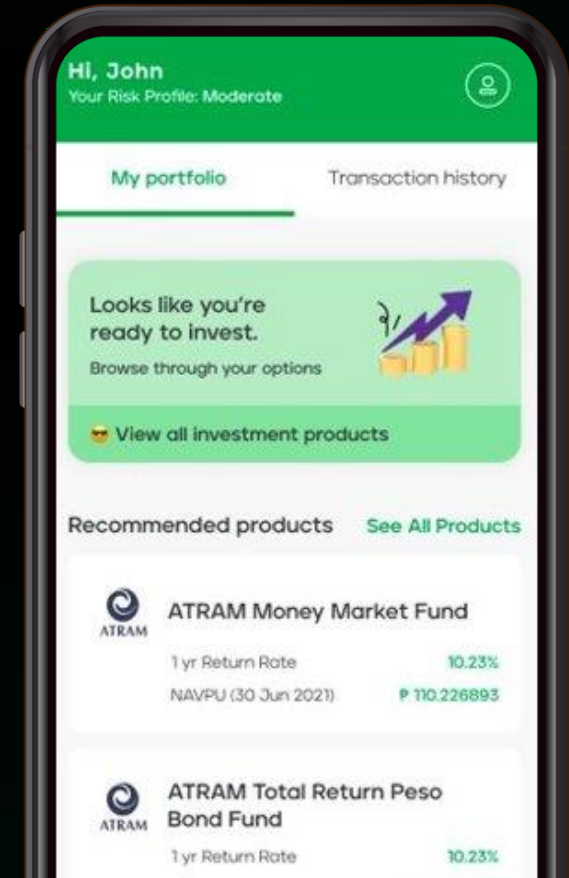 Hi, John
Your Risk Profile: Moderate
My portfolio
Transaction history
Looks like you're
ready to invest.
Browse through your options
😎 View all investment products
Recommended products
See All Products
ATRAM
ATRAM Money Market Fund
1 yr Return Rate 10.23%
NAVPU (30 Jun 2021) ₱ 110.226893
ATRAM
ATRAM Total Return Peso
Bond Fund
1 yr Return Rate 10.23%